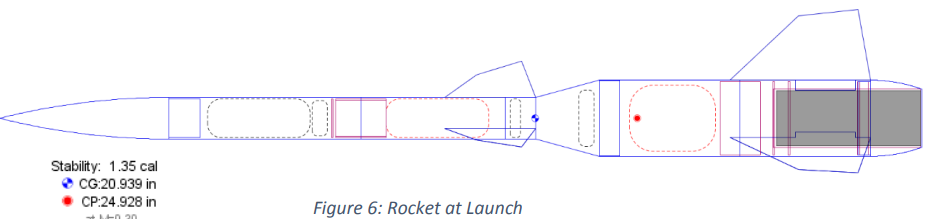 Stability: 1.35 cal
CG:20.939 in
CP:24.928 in
Figure 6: Rocket at Launch